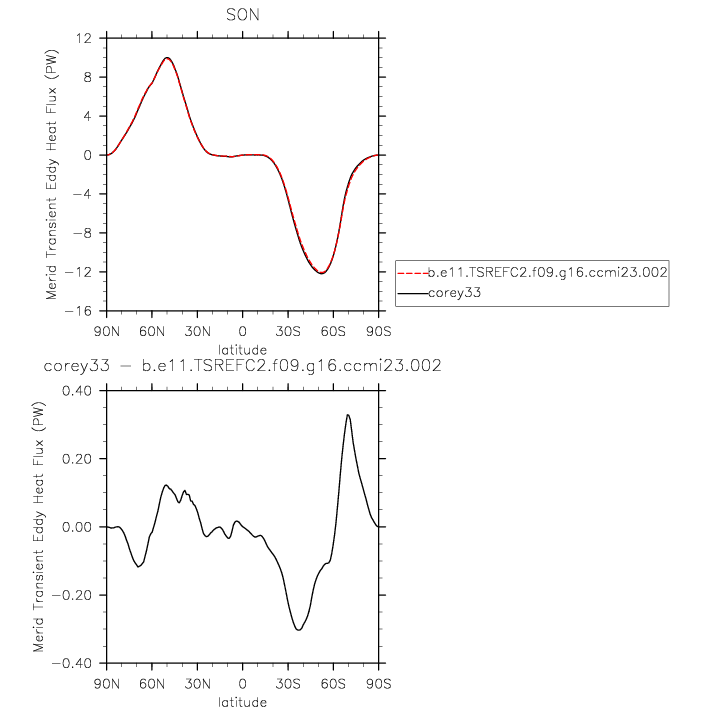 SON
Merid Transient Eddy Heat Flux (PW)
12
8
4
0
−4
−8
−12
−16
90N 60N 30N 0 30S 60S 90S
latitude
b.e11.TSREFC2.f09.g16.ccmi23.002
corey33
corey33 − b.e11.TSREFC2.f09.g16.ccmi23.002
Merid Transient Eddy Heat Flux (PW)
0.40
0.20
0.00
−0.20
−0.40
90N 60N 30N 0 30S 60S 90S
latitude